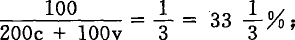 100/(200c + 100v) = 1/3 = 33 1/3%;